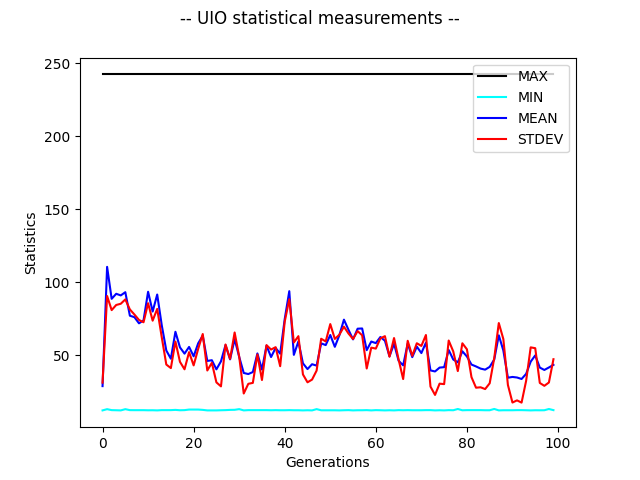 -- UIO statistical measurements --
250
200
150
100
50
Statistics
MAX
MIN
MEAN
STDEV
0 20 40 60 80 100
Generations